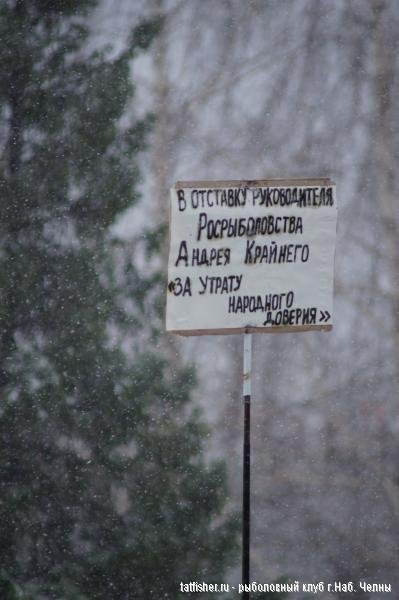 В ОТСТАВКУ РУКОВОДИТЕЛЯ
РОСРЫБОЛОВСТВА
АНДРЕЯ КРАЙНЕГО
«ЗА УТРАТУ
НАРОДНОГО
ДОВЕРИЯ»
tatfisher.ru - рыболовный клуб г.Наб. Челны